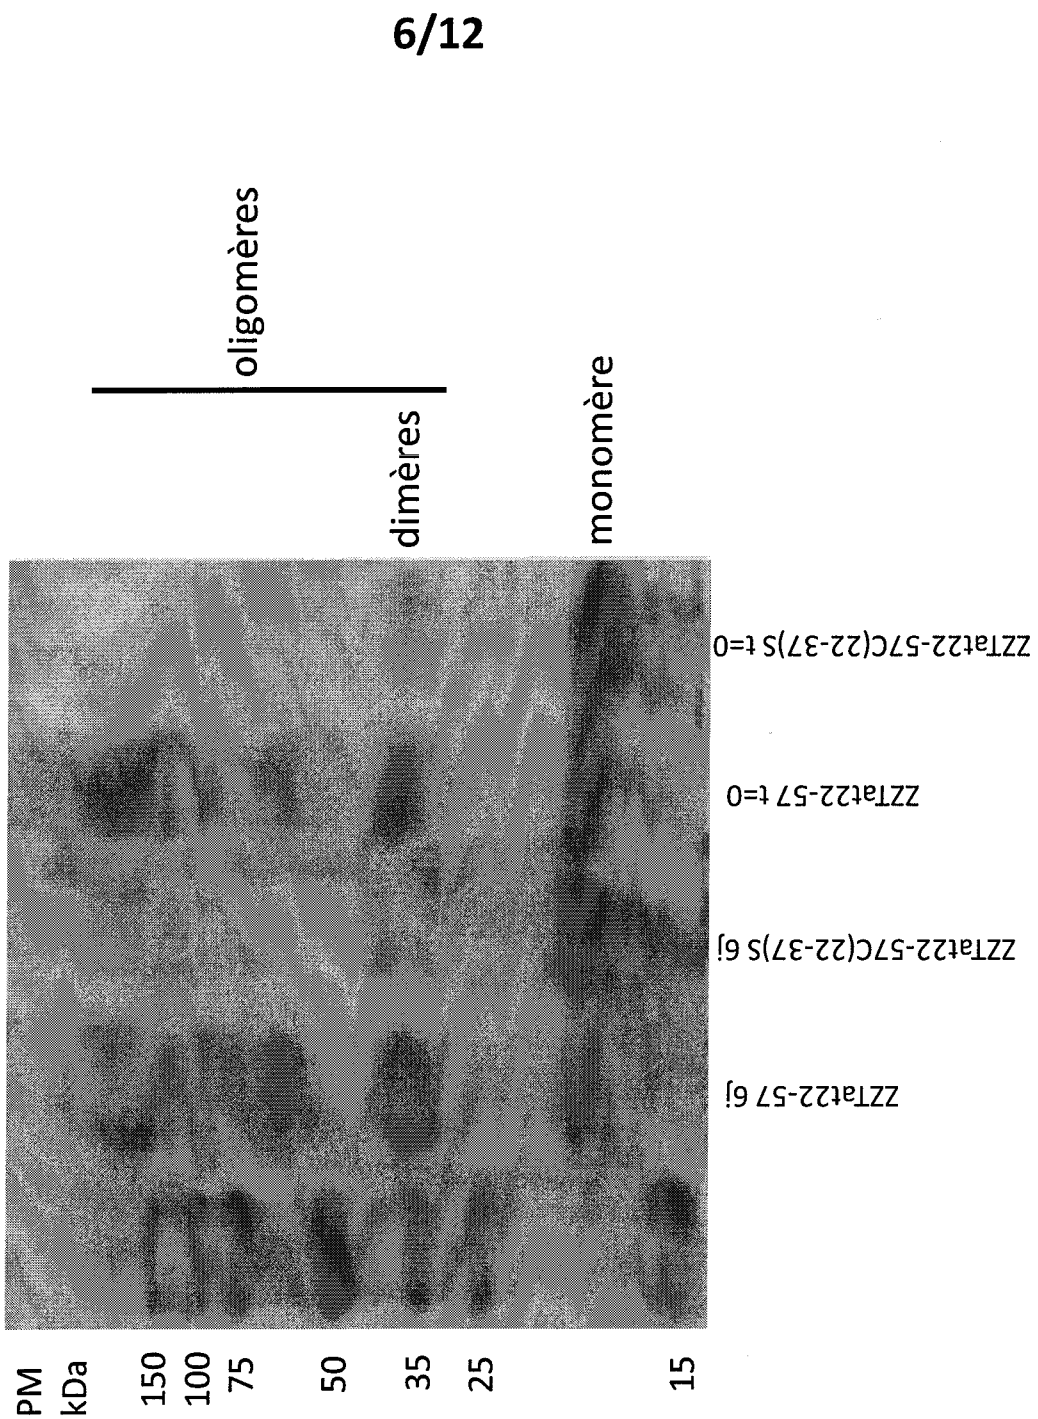 6/12
PM
kDa
150
100
75
50
35
25
15
oligomères
dimères
monomère
ZZTat22-57 6j
ZZTat22-57C(22-37)S 6j
ZZTat22-57 t=0
ZZTat22-57C(22-37)S t=0